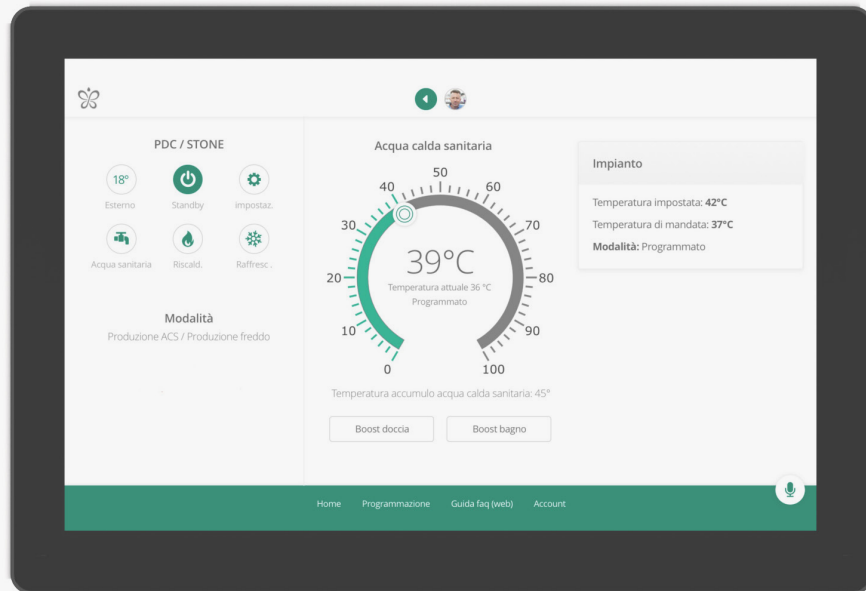 PDC / STONE
18°
Esterno
Standby
impostaz.
Acqua sanitaria
Riscald.
Raffresc .
Modalità
Produzione ACS / Produzione freddo
Acqua calda sanitaria
0
10
20
30
40
50
60
70
80
90
100
39°C
Temperatura attuale 36 °C
Programmato
Temperatura accumulo acqua calda sanitaria: 45°
Boost doccia
Boost bagno
Impianto
Temperatura impostata: 42°C
Temperatura di mandata: 37°C
Modalità: Programmato
Home
Programmazione
Guida faq (web)
Account